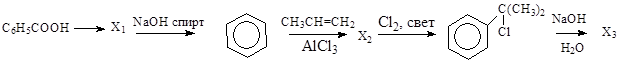 C₆H₅COOH → X₁ NaOH спирт → CH₃CH=CH₂ AlCl₃ → X₂ Cl₂, свет → C(CH₃)₂ Cl NaOH H₂O → X₃